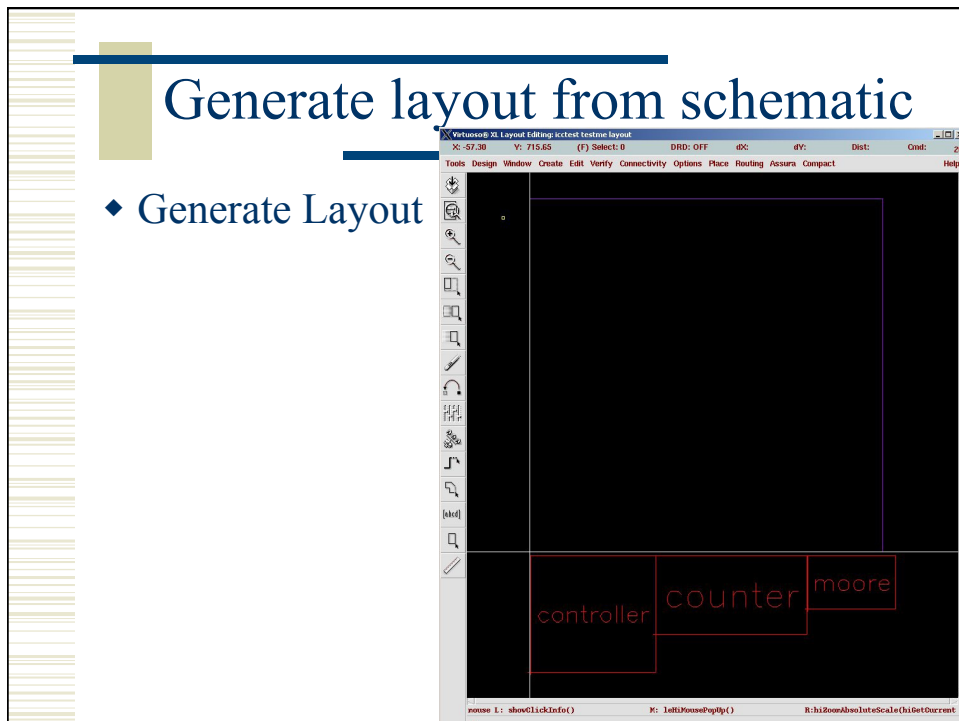 Generate layout from schematic
Generate Layout
Virtuoso® XL Layout Editing: icctest testme layout
X: -57.30 Y: 715.65 (F) Select: 0 DRD: OFF dX: dY: Dist: Cmd:
Tools Design Window Create Edit Verify Connectivity Options Place Routing Assura Compact Help
[abcd]
controller counter moore
mouse L: showClickInfo() M: leHiMousePopUp() R:hiZoomAbsoluteScale(hiGetCurrent